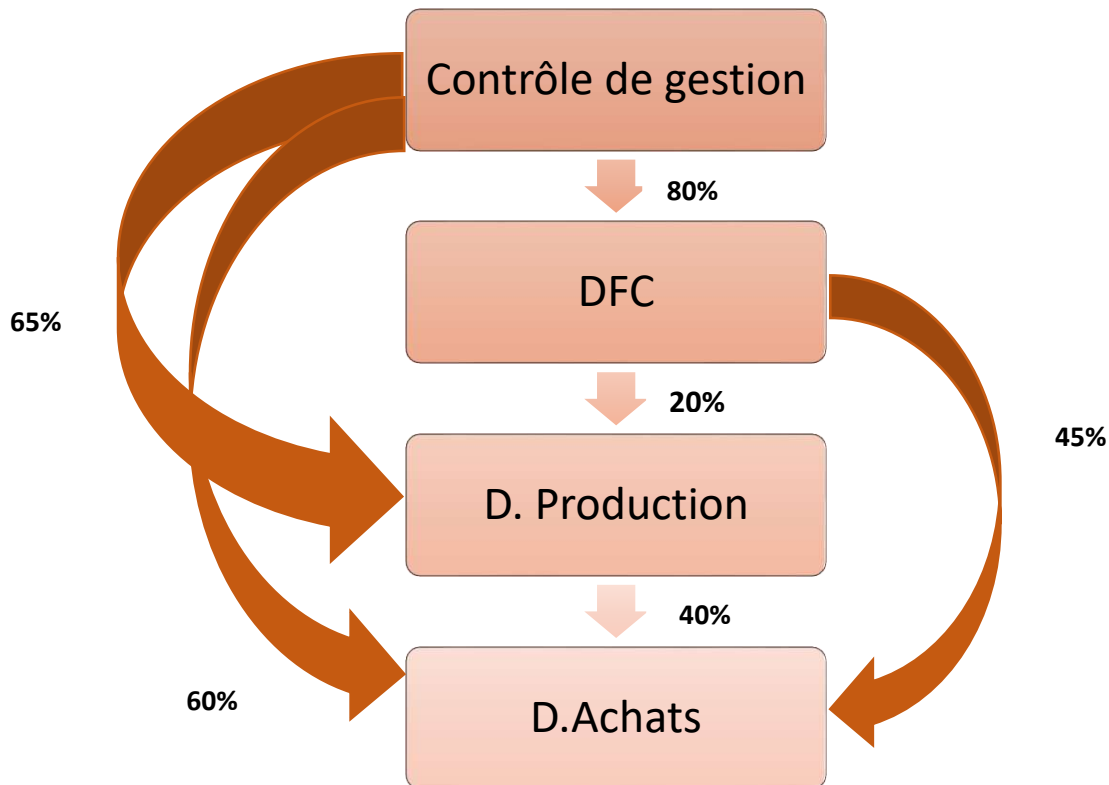 Contrôle de gestion
80%
DFC
65%
20%
45%
D. Production
40%
60%
D.Achats